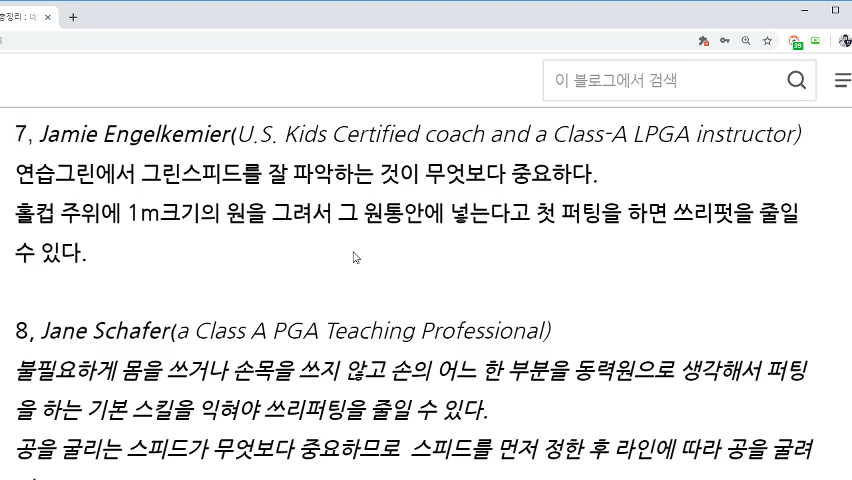 총정리 : 네
이 블로그에서 검색
39
7, Jamie Engelkemier(U.S. Kids Certified coach and a Class-A LPGA instructor)
연습그린에서 그린스피드를 잘 파악하는 것이 무엇보다 중요하다.
홀컵 주위에 1m크기의 원을 그려서 그 원통안에 넣는다고 첫 퍼팅을 하면 쓰리펏을 줄일
수 있다.
8, Jane Schafer(a Class A PGA Teaching Professional)
불필요하게 몸을 쓰거나 손목을 쓰지 않고 손의 어느 한 부분을 동력원으로 생각해서 퍼팅
을 하는 기본 스킬을 익혀야 쓰리퍼팅을 줄일 수 있다.
공을 굴리는 스피드가 무엇보다 중요하므로 스피드를 먼저 정한 후 라인에 따라 공을 굴려